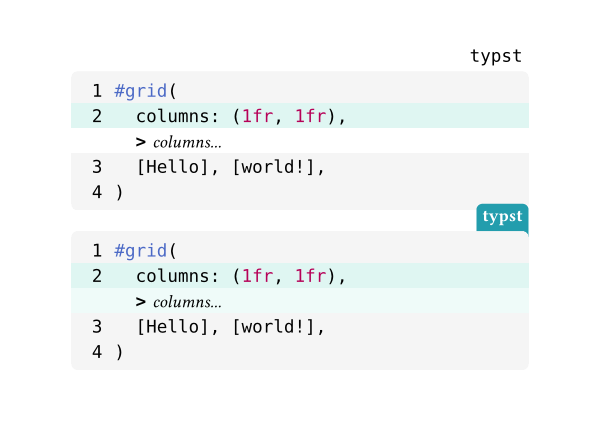 typst
1 #grid(
2   columns: (1fr, 1fr),
> columns...
3   [Hello], [world!],
4 )
typst
1 #grid(
2   columns: (1fr, 1fr),
> columns...
3   [Hello], [world!],
4 )